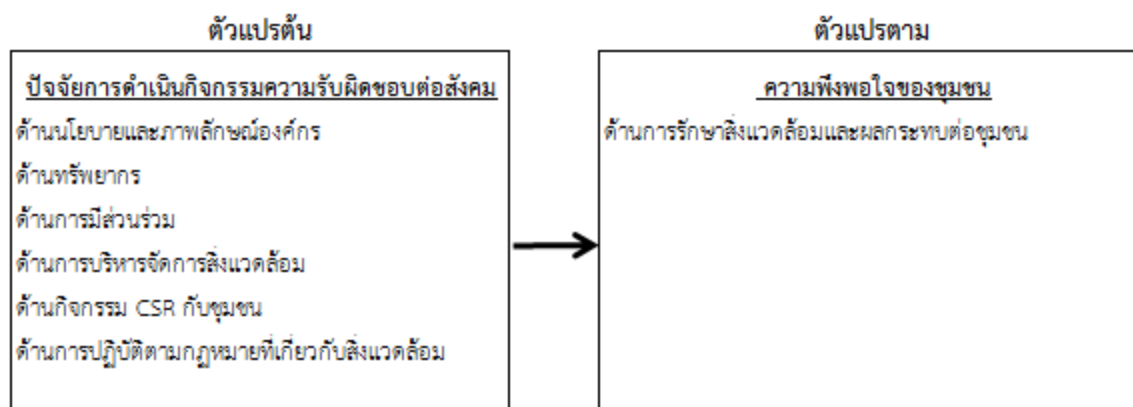 ตัวแปรต้น
ปัจจัยการดำเนินกิจกรรมความรับผิดชอบต่อสังคม
ด้านนโยบายและภาพลักษณ์องค์กร
ด้านทรัพยากร
ด้านการมีส่วนร่วม
ด้านการบริหารจัดการสิ่งแวดล้อม
ด้านกิจกรรม CSR กับชุมชน
ด้านการปฏิบัติตามกฎหมายที่เกี่ยวกับสิ่งแวดล้อม
ตัวแปรตาม
ความพึงพอใจของชุมชน
ด้านการรักษาสิ่งแวดล้อมและผลกระทบต่อชุมชน